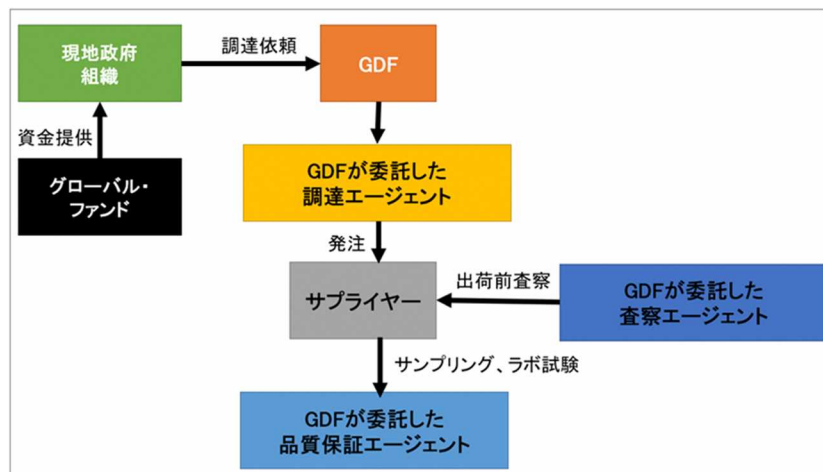 現地政府
組織
調達依頼
GDF
資金提供
グローバル・
ファンド
GDFが委託した
調達エージェント
発注
サプライヤー
出荷前査察
GDFが委託した
査察エージェント
サンプリング、ラボ試験
GDFが委託した
品質保証エージェント